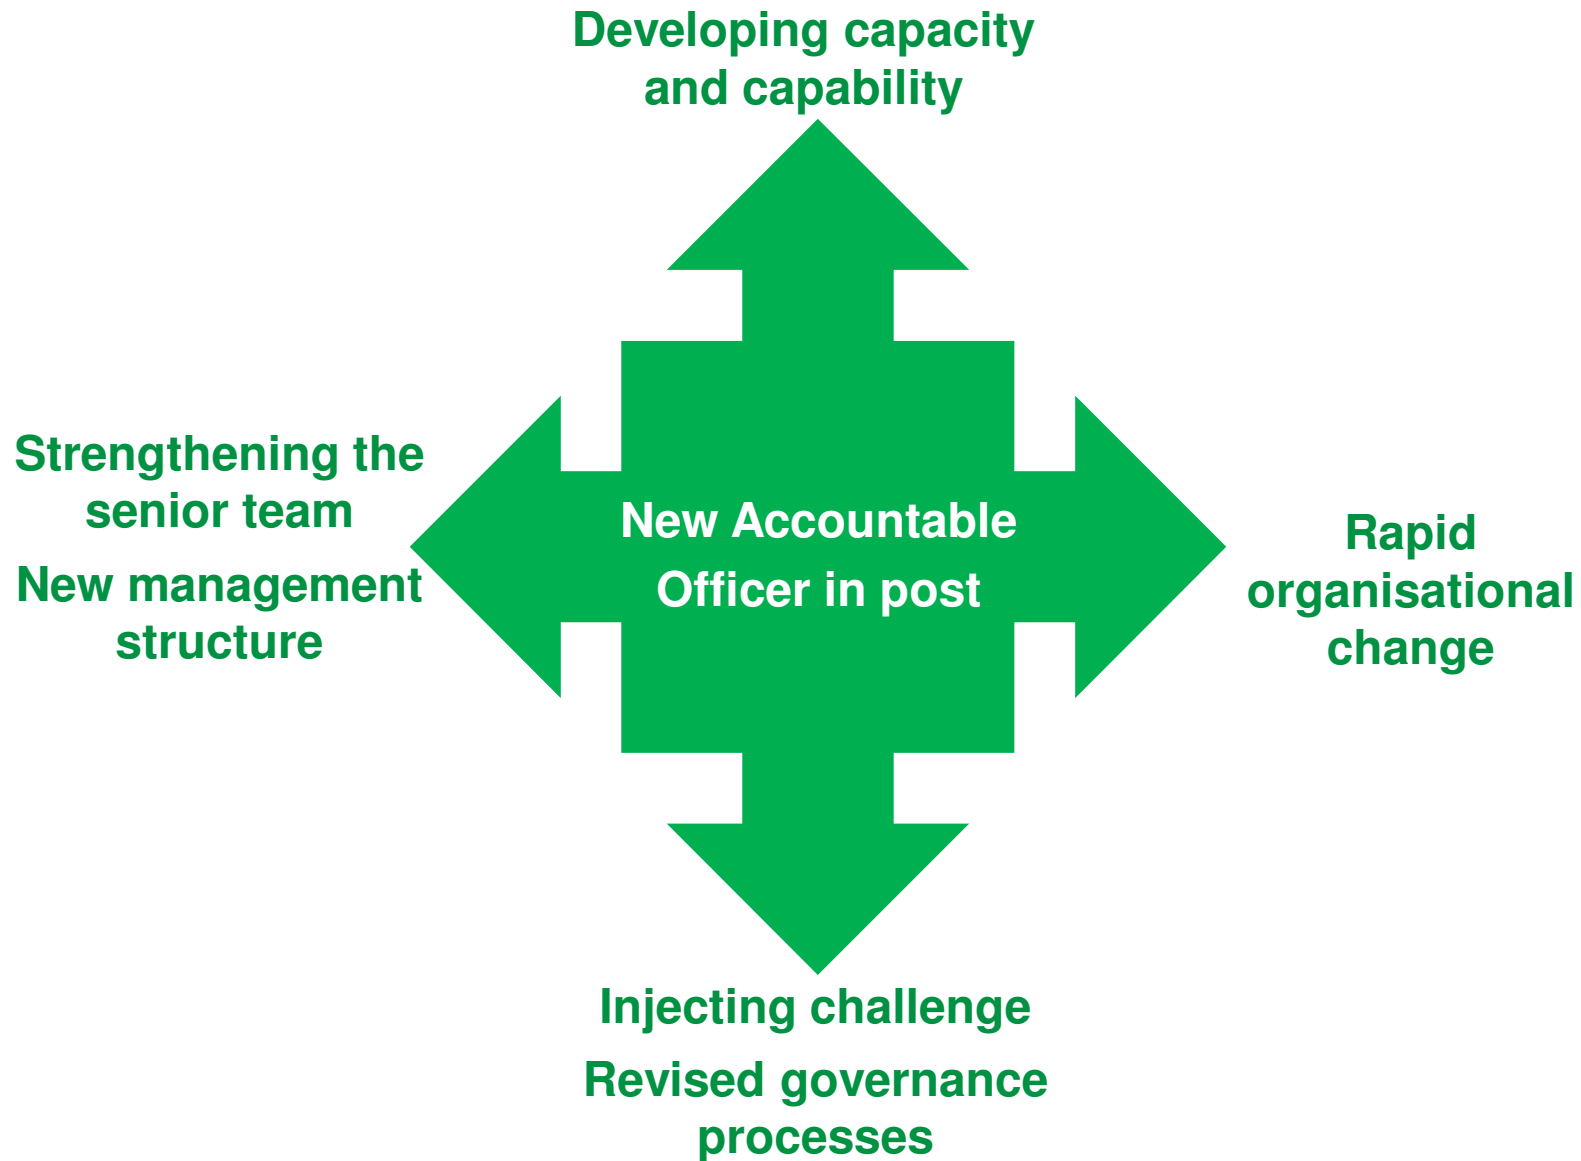 Developing capacity
and capability
Strengthening the
senior team
New management
structure
New Accountable
Officer in post
Rapid
organisational
change
Injecting challenge
Revised governance
processes